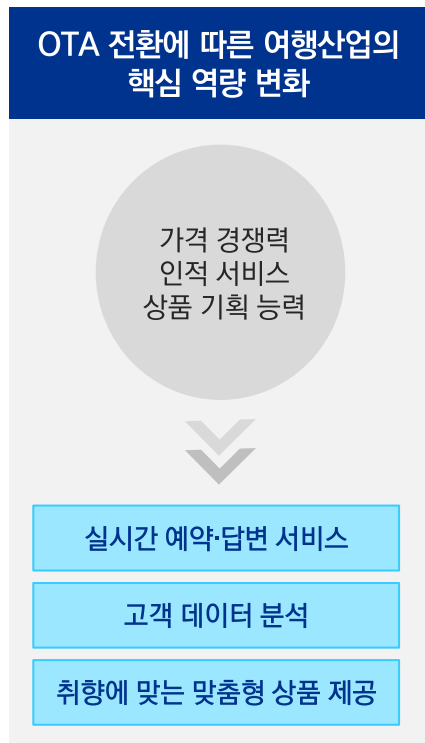 OTA 전환에 따른 여행산업의
핵심 역량 변화
가격 경쟁력
인적 서비스
상품 기획 능력
실시간 예약·답변 서비스
고객 데이터 분석
취향에 맞는 맞춤형 상품 제공